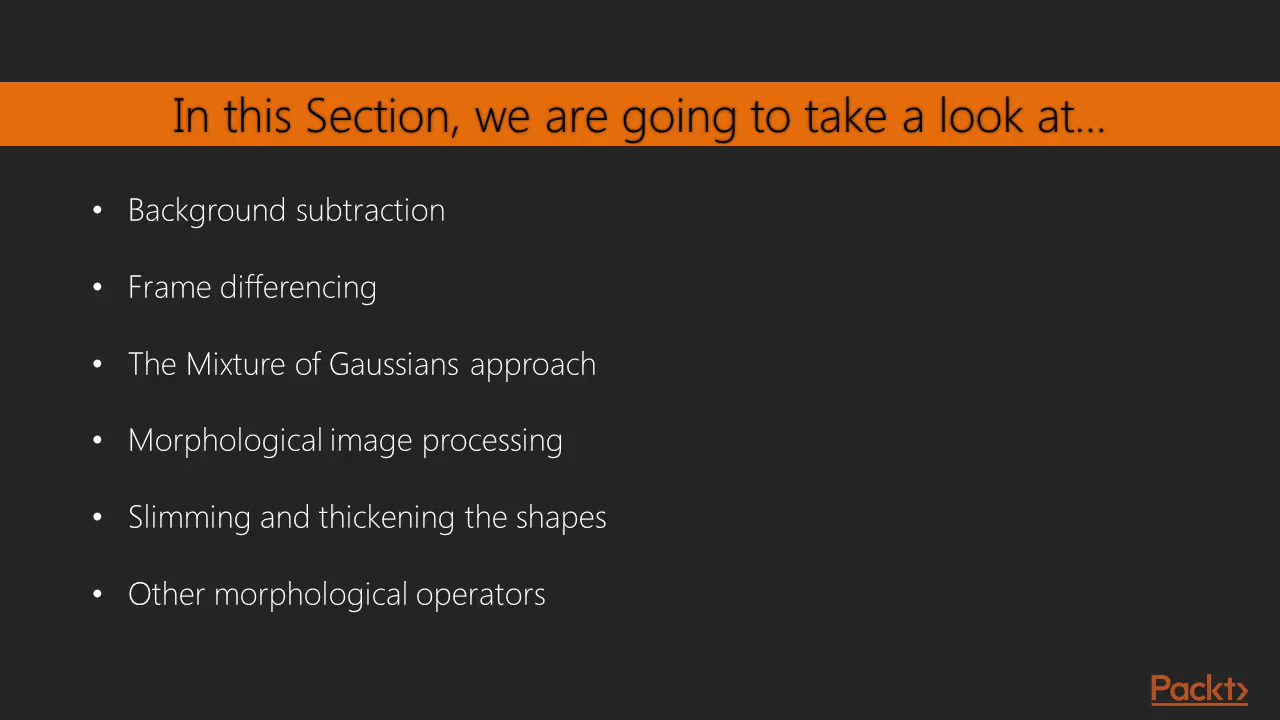 In this Section, we are going to take a look at...
• Background subtraction
• Frame differencing
• The Mixture of Gaussians approach
• Morphological image processing
• Slimming and thickening the shapes
• Other morphological operators
Packt>